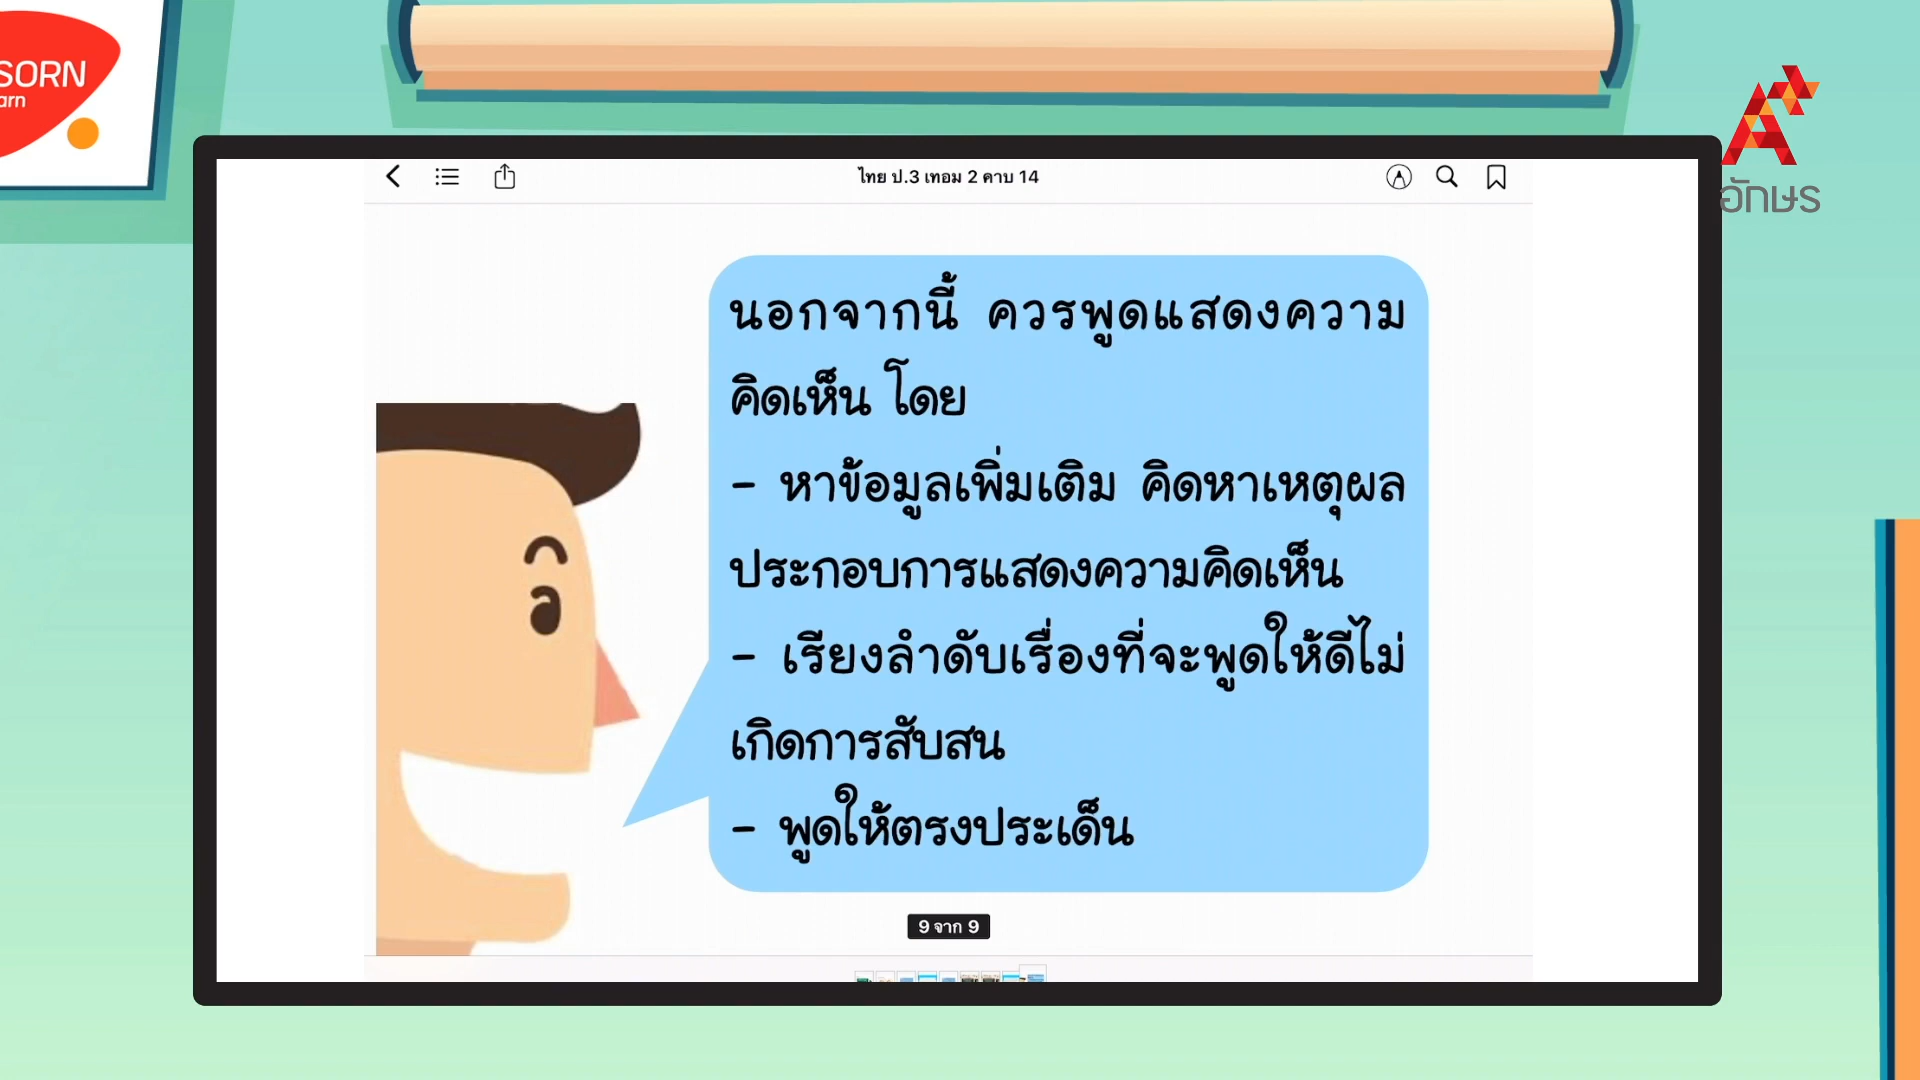 SORN
arn
อักษร
ไทย ป.3 เทอม 2 คาบ 14
นอกจากนี้ ควรพูดแสดงความ
คิดเห็น โดย
- หาข้อมูลเพิ่มเติม คิดหาเหตุผล
ประกอบการแสดงความคิดเห็น
- เรียงลำดับเรื่องที่จะพูดให้ดีไม่
เกิดการสับสน
- พูดให้ตรงประเด็น
9 จาก 9